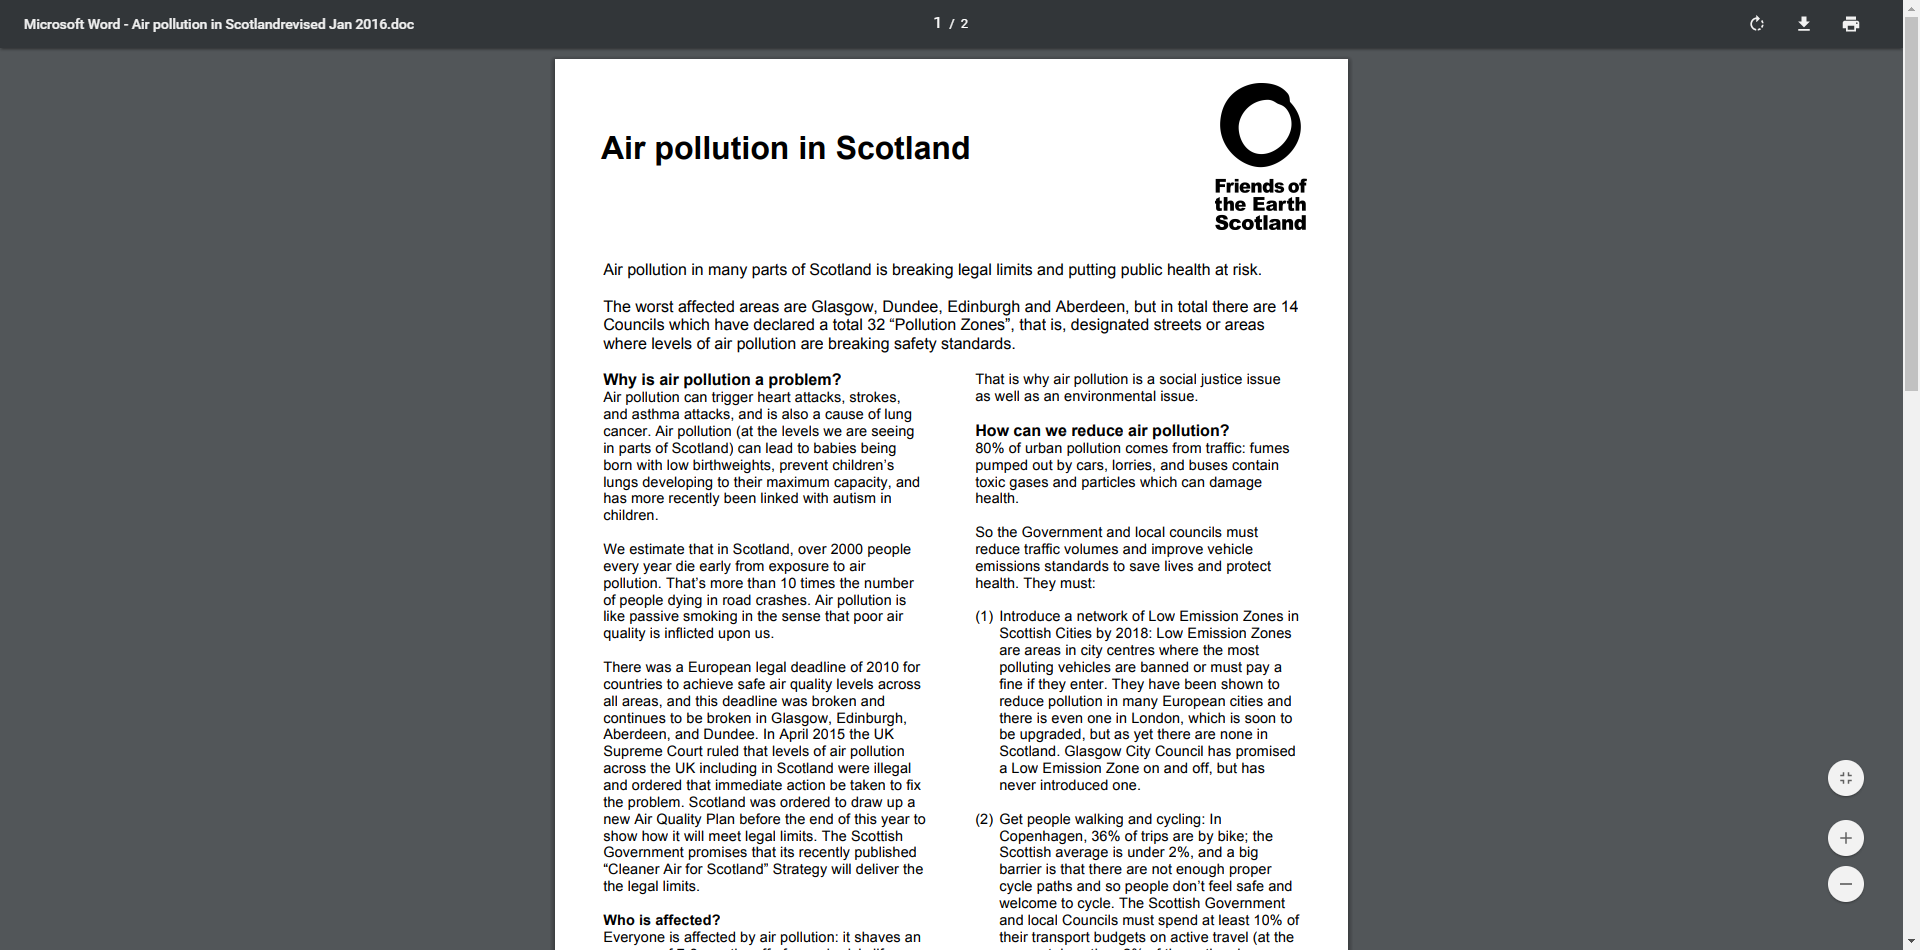 Microsoft Word - Air pollution in Scotlandrevised Jan 2016.doc
1 / 2
Air pollution in Scotland
Friends of
the Earth
Scotland
Air pollution in many parts of Scotland is breaking legal limits and putting public health at risk.
The worst affected areas are Glasgow, Dundee, Edinburgh and Aberdeen, but in total there are 14
Councils which have declared a total 32 “Pollution Zones”, that is, designated streets or areas
where levels of air pollution are breaking safety standards.
Why is air pollution a problem?
Air pollution can trigger heart attacks, strokes,
and asthma attacks, and is also a cause of lung
cancer. Air pollution (at the levels we are seeing
in parts of Scotland) can lead to babies being
born with low birthweights, prevent children’s
lungs developing to their maximum capacity, and
has more recently been linked with autism in
children.
We estimate that in Scotland, over 2000 people
every year die early from exposure to air
pollution. That’s more than 10 times the number
of people dying in road crashes. Air pollution is
like passive smoking in the sense that poor air
quality is inflicted upon us.
There was a European legal deadline of 2010 for
countries to achieve safe air quality levels across
all areas, and this deadline was broken and
continues to be broken in Glasgow, Edinburgh,
Aberdeen, and Dundee. In April 2015 the UK
Supreme Court ruled that levels of air pollution
across the UK including in Scotland were illegal
and ordered that immediate action be taken to fix
the problem. Scotland was ordered to draw up a
new Air Quality Plan before the end of this year to
show how it will meet legal limits. The Scottish
Government promises that its recently published
“Cleaner Air for Scotland” Strategy will deliver the
the legal limits.
Who is affected?
Everyone is affected by air pollution: it shaves an
That is why air pollution is a social justice issue
as well as an environmental issue.
How can we reduce air pollution?
80% of urban pollution comes from traffic: fumes
pumped out by cars, lorries, and buses contain
toxic gases and particles which can damage
health.
So the Government and local councils must
reduce traffic volumes and improve vehicle
emissions standards to save lives and protect
health. They must:
(1) Introduce a network of Low Emission Zones in
Scottish Cities by 2018: Low Emission Zones
are areas in city centres where the most
polluting vehicles are banned or must pay a
fine if they enter. They have been shown to
reduce pollution in many European cities and
there is even one in London, which is soon to
be upgraded, but as yet there are none in
Scotland. Glasgow City Council has promised
a Low Emission Zone on and off, but has
never introduced one.
(2) Get people walking and cycling: In
Copenhagen, 36% of trips are by bike; the
Scottish average is under 2%, and a big
barrier is that there are not enough proper
cycle paths and so people don’t feel safe and
welcome to cycle. The Scottish Government
and local Councils must spend at least 10% of
their transport budgets on active travel (at the